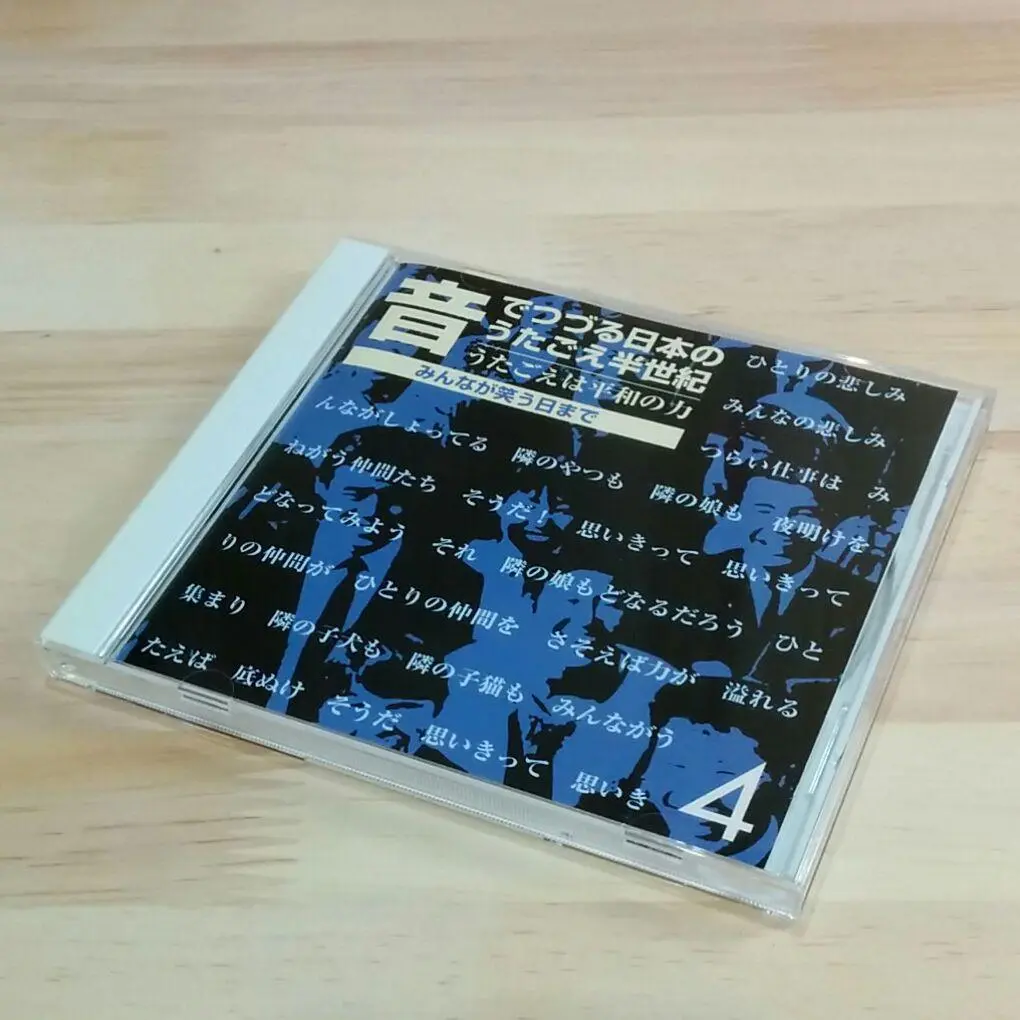 音でつづる日本の
うたごえ半世紀
うたごえは平和の力
みんなが笑う日まで
ひとりの悲しみ
みんなの悲しみ
つらい仕事は み
んながしょってる 隣のやつも 隣の娘も 夜明けを
ねがう仲間たち そうだ! 思いきって 思いきって
どなってみよう それ 隣の娘もどなるだろう ひと
りの仲間が ひとりの仲間を さそえば力が 溢れる
集まり 隣の子犬も 隣の子猫も みんながう
たえば 底ぬけ そうだ 思いきって 思いき
4